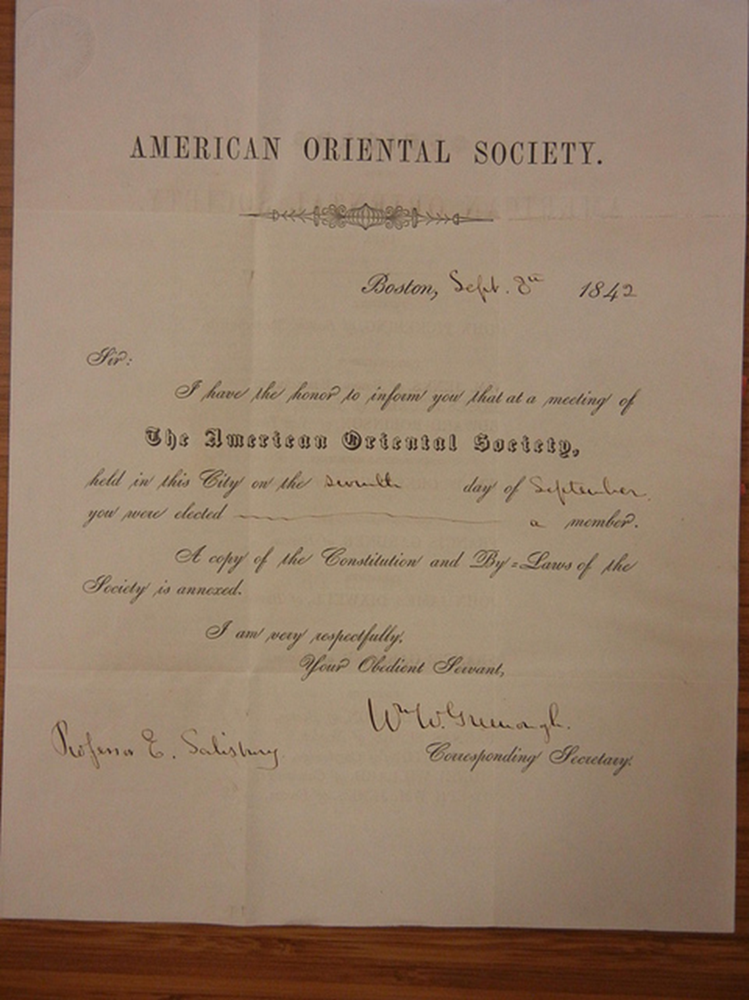 AMERICAN ORIENTAL SOCIETY.
Boston, Sept. 8th 1842
Sir:
I have the honor to inform you that at a meeting of
The American Oriental Society,
held in this City on the seventh day of September
you were elected a member.
A copy of the Constitution and By=Laws of the
Society is annexed.
I am very respectfully,
Your Obedient Servant,
Wm W. Greenough.
Corresponding Secretary.
Professor E. Salisbury